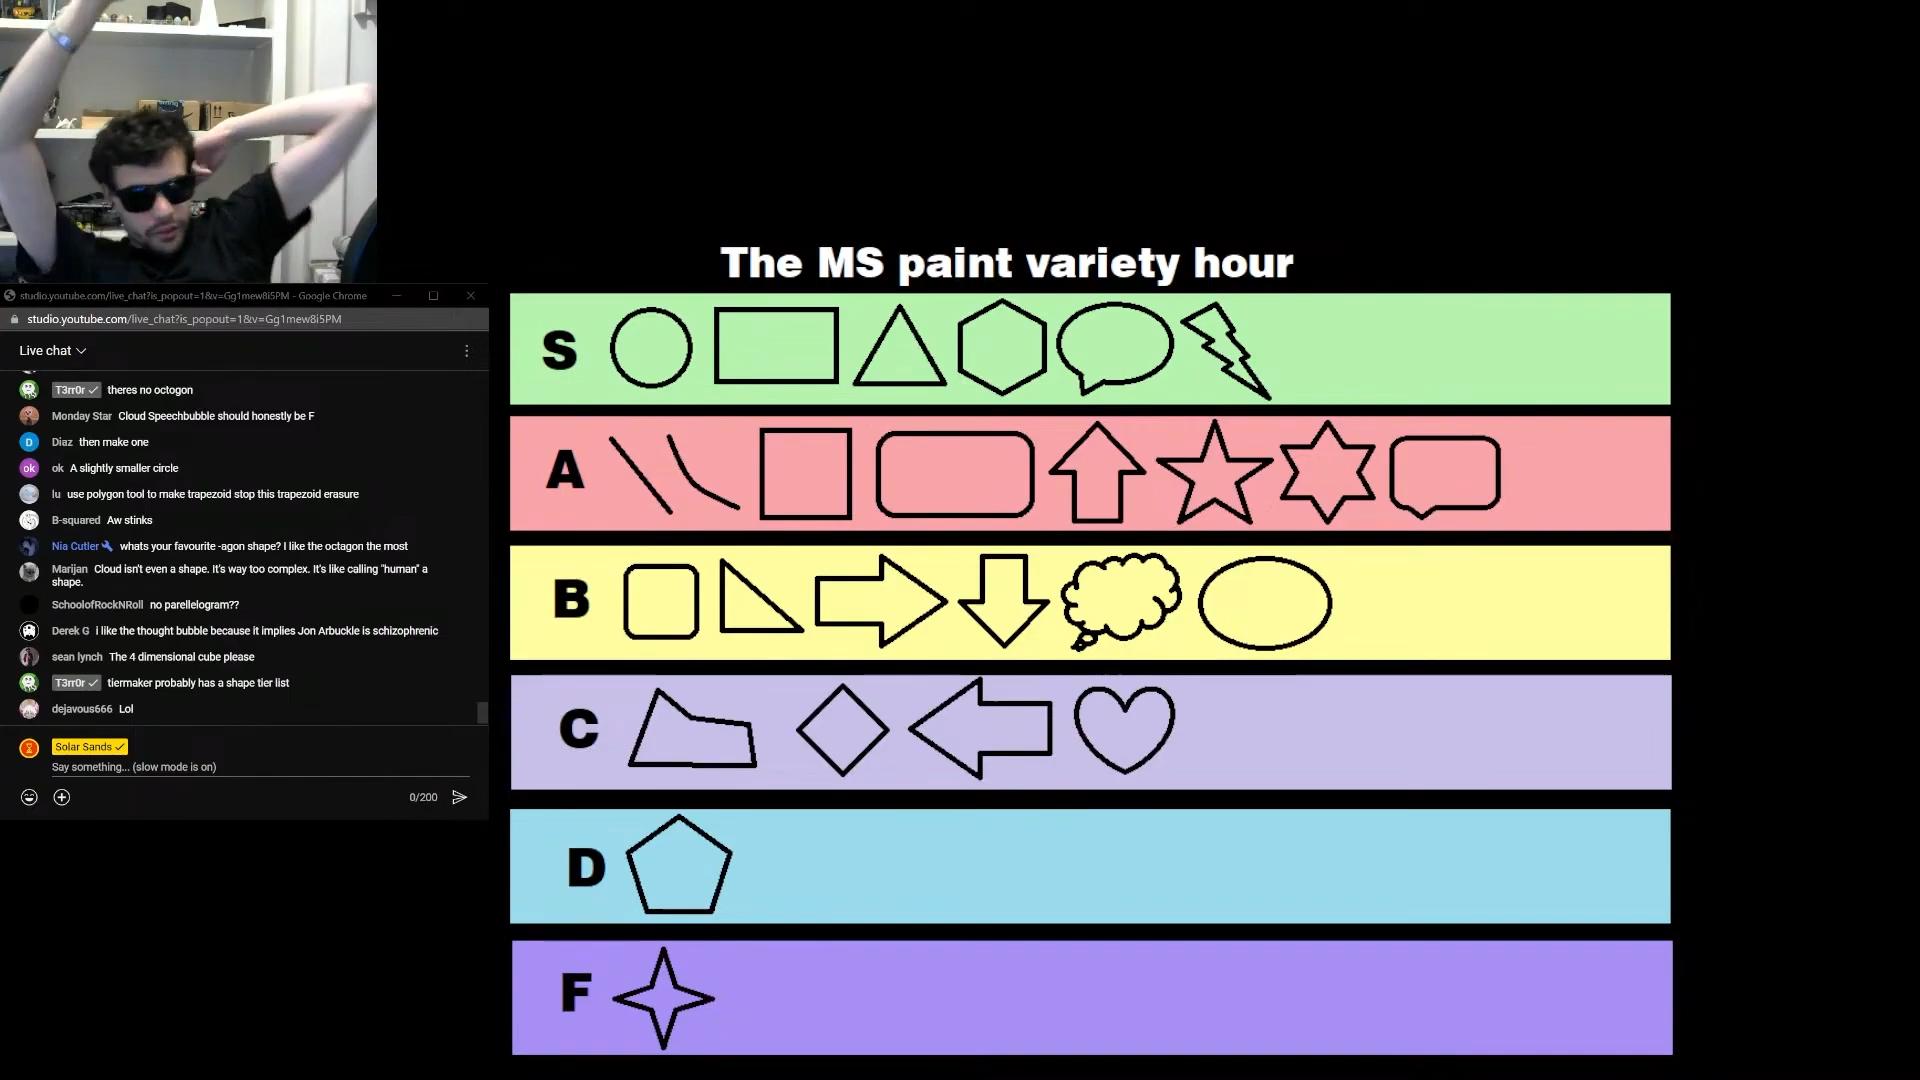 studio.youtube.com/live_chat?is_popout=1&v=Gg1mew8i5PM - Google Chrome
studio.youtube.com/live_chat?is_popout=1&v=Gg1mew8i5PM
Live chat
T3rr0r theres no octogon
Monday Star Cloud Speechbubble should honestly be F
D Diaz then make one
ok ok A slightly smaller circle
lu use polygon tool to make trapezoid stop this trapezoid erasure
B-squared Aw stinks
Nia Cutler whats your favourite -agon shape? I like the octagon the most
Marijan Cloud isn't even a shape. It's way too complex. It's like calling "human" a
shape.
SchoolofRockNRoll no parellelogram??
Derek G i like the thought bubble because it implies Jon Arbuckle is schizophrenic
sean lynch The 4 dimensional cube please
T3rr0r tiermaker probably has a shape tier list
dejavous666 Lol
Solar Sands
Say something... (slow mode is on)
0/200
The MS paint variety hour
S
A
B
C
D
F